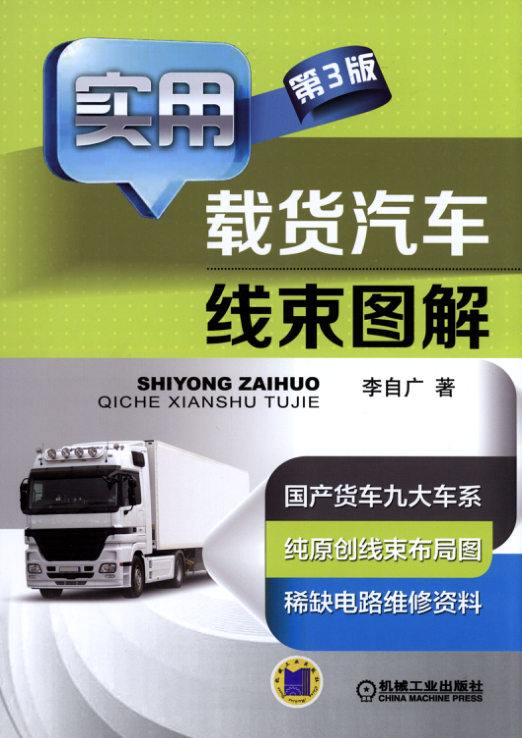 实用
第3版
载货汽车
线束图解
SHIYONG ZAIHUO
QICHE XIANSHU TUJIE
李自广 著
国产货车九大车系
纯原创线束布局图
稀缺电路维修资料
机械工业出版社
CHINA MACHINE PRESS